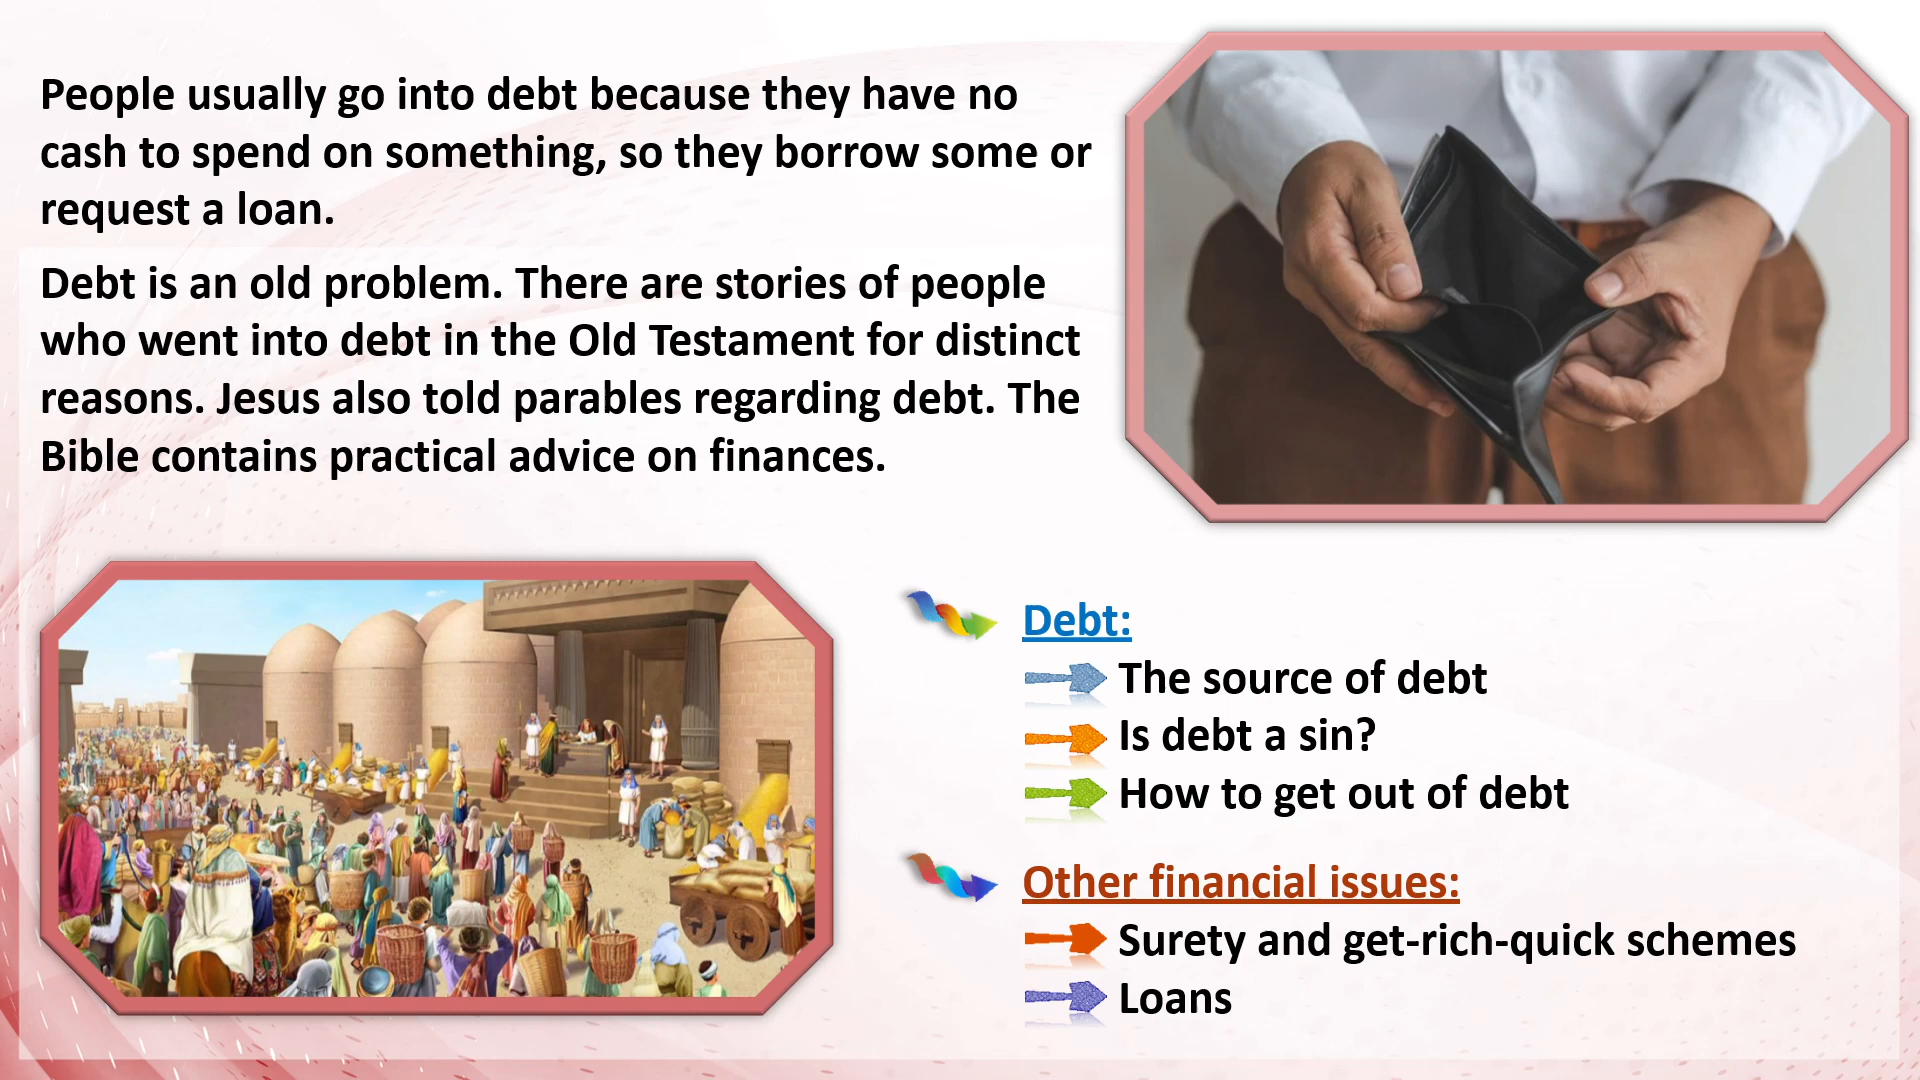 People usually go into debt because they have no
cash to spend on something, so they borrow some or
request a loan.
Debt is an old problem. There are stories of people
who went into debt in the Old Testament for distinct
reasons. Jesus also told parables regarding debt. The
Bible contains practical advice on finances.
Debt:
The source of debt
Is debt a sin?
How to get out of debt
Other financial issues:
Surety and get-rich-quick schemes
Loans